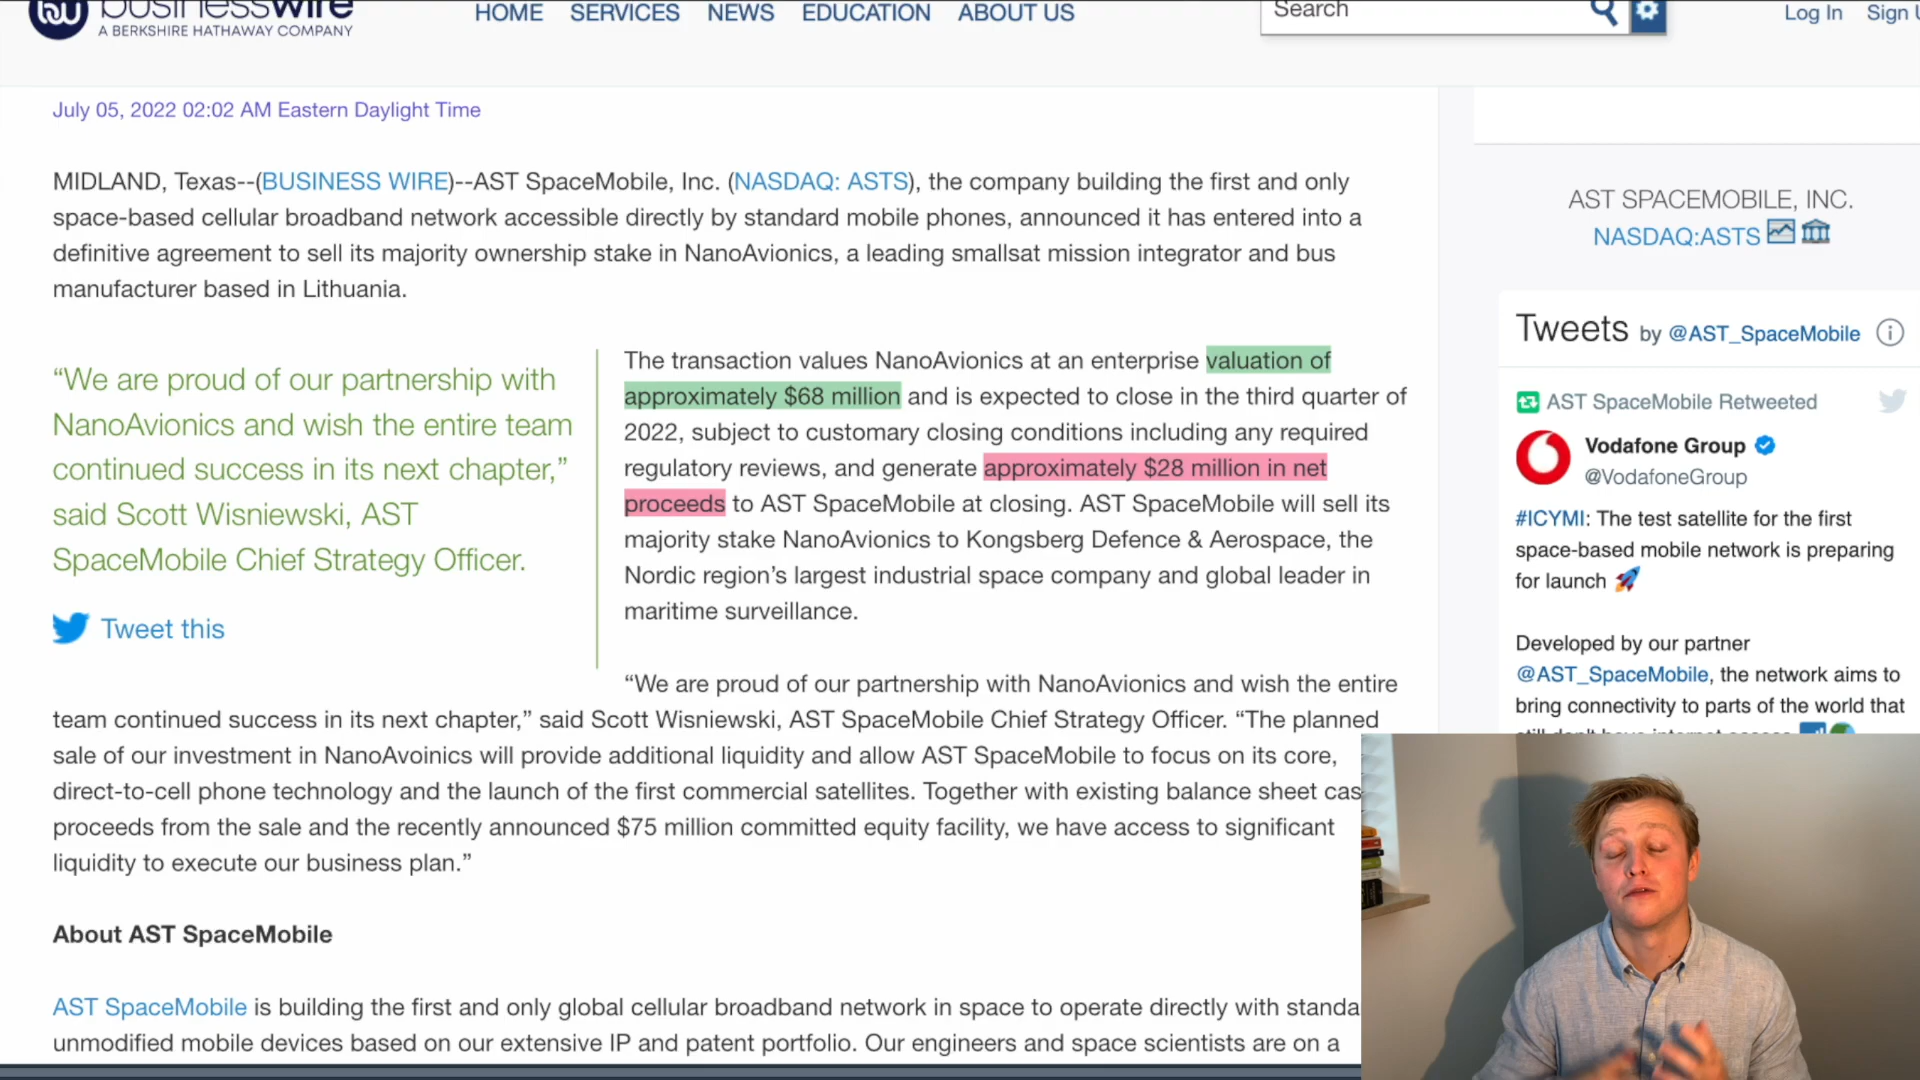 businesswire
A BERKSHIRE HATHAWAY COMPANY
HOME SERVICES NEWS EDUCATION ABOUT US
Search
Log In Sign
July 05, 2022 02:02 AM Eastern Daylight Time
MIDLAND, Texas--(BUSINESS WIRE)--AST SpaceMobile, Inc. (NASDAQ: ASTS), the company building the first and only
space-based cellular broadband network accessible directly by standard mobile phones, announced it has entered into a
definitive agreement to sell its majority ownership stake in NanoAvionics, a leading smallsat mission integrator and bus
manufacturer based in Lithuania.
“We are proud of our partnership with
NanoAvionics and wish the entire team
continued success in its next chapter,”
said Scott Wisniewski, AST
SpaceMobile Chief Strategy Officer.
Tweet this
The transaction values NanoAvionics at an enterprise valuation of
approximately $68 million and is expected to close in the third quarter of
2022, subject to customary closing conditions including any required
regulatory reviews, and generate approximately $28 million in net
proceeds to AST SpaceMobile at closing. AST SpaceMobile will sell its
majority stake NanoAvionics to Kongsberg Defence & Aerospace, the
Nordic region’s largest industrial space company and global leader in
maritime surveillance.
“We are proud of our partnership with NanoAvionics and wish the entire
team continued success in its next chapter,” said Scott Wisniewski, AST SpaceMobile Chief Strategy Officer. “The planned
sale of our investment in NanoAvoinics will provide additional liquidity and allow AST SpaceMobile to focus on its core,
direct-to-cell phone technology and the launch of the first commercial satellites. Together with existing balance sheet cas
proceeds from the sale and the recently announced $75 million committed equity facility, we have access to significant
liquidity to execute our business plan.”
About AST SpaceMobile
AST SpaceMobile is building the first and only global cellular broadband network in space to operate directly with standa
unmodified mobile devices based on our extensive IP and patent portfolio. Our engineers and space scientists are on a
AST SPACEMOBILE, INC.
NASDAQ:ASTS
Tweets by @AST_SpaceMobile
AST SpaceMobile Retweeted
Vodafone Group
@VodafoneGroup
#ICYMI: The test satellite for the first
space-based mobile network is preparing
for launch 🚀
Developed by our partner
@AST_SpaceMobile, the network aims to
bring connectivity to parts of the world that
still don't have internet access